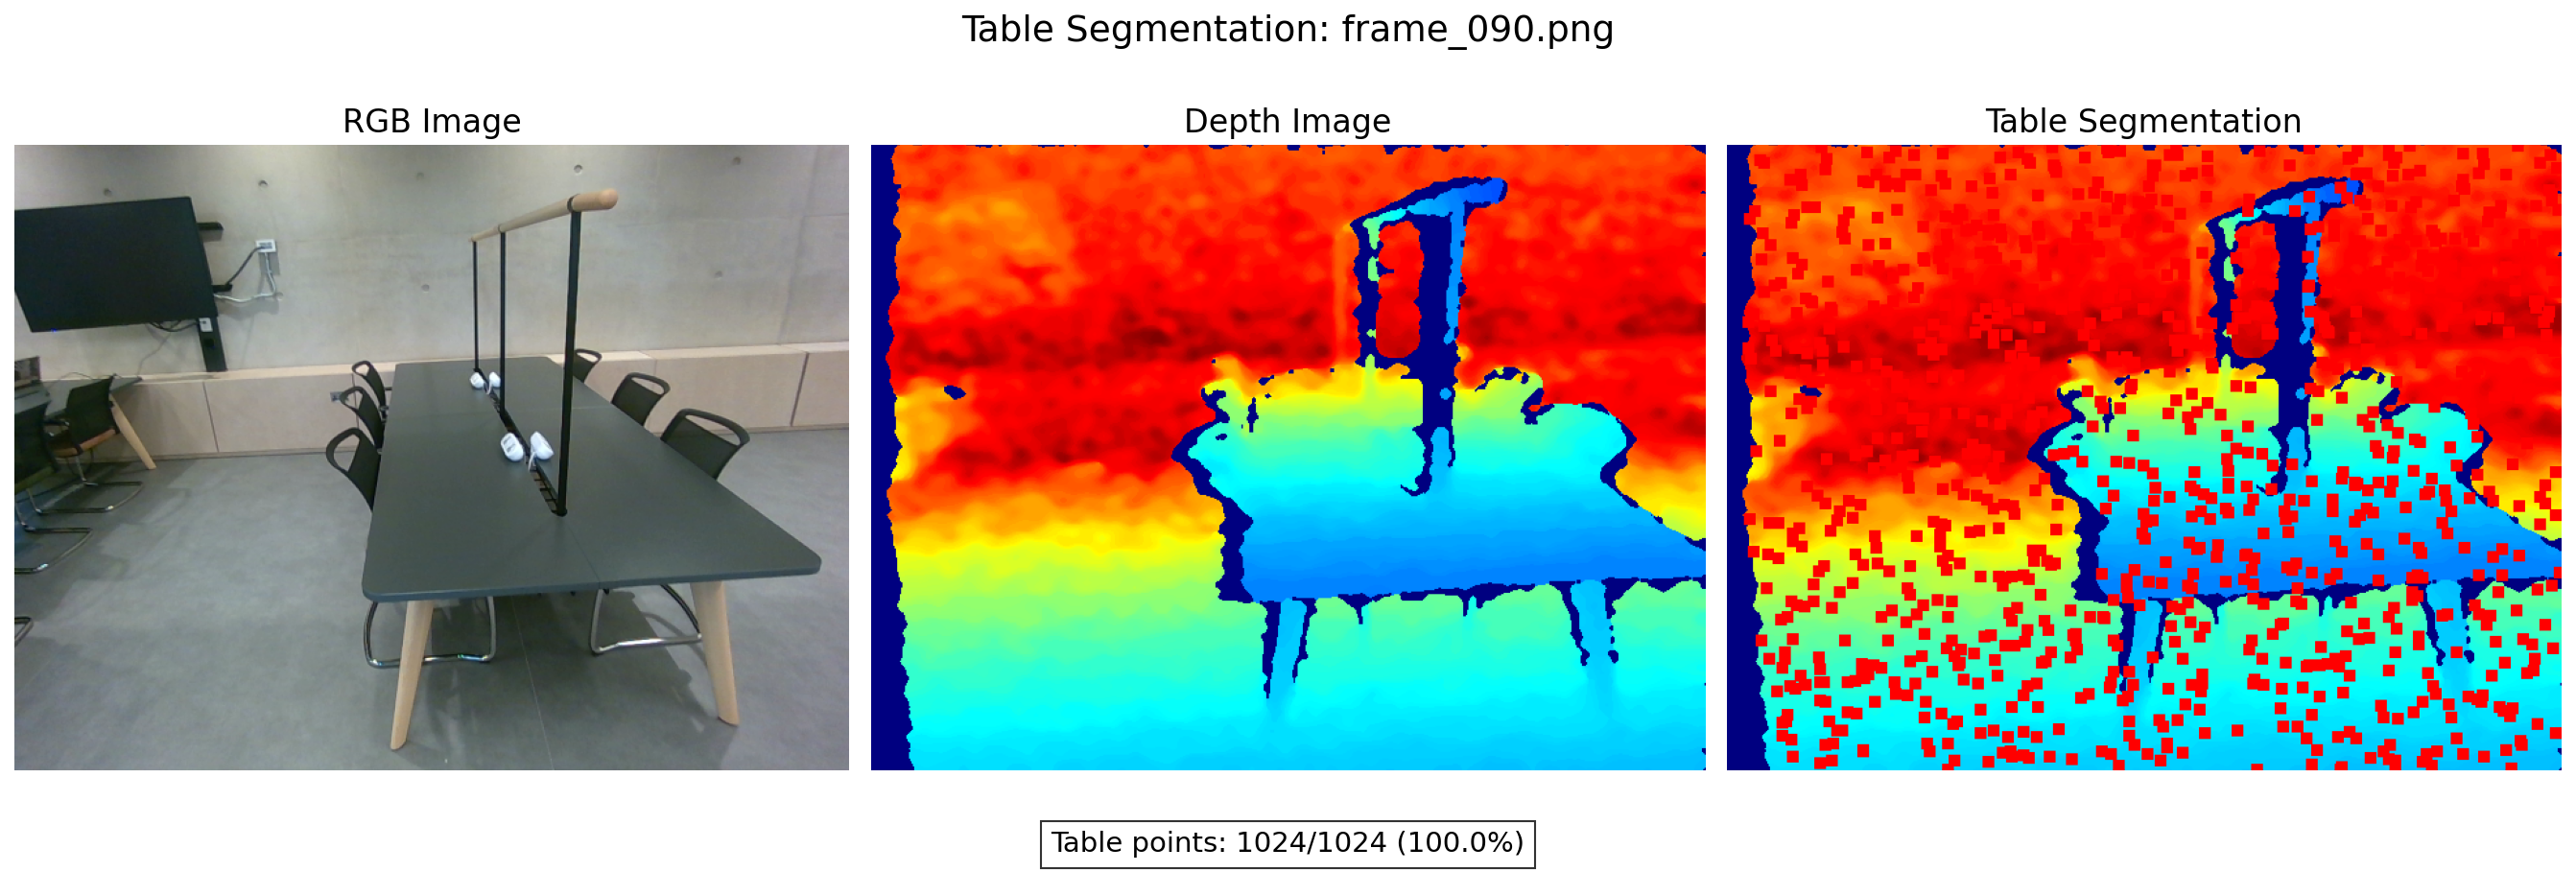 Table Segmentation: frame_090.png
RGB Image
Depth Image
Table Segmentation
Table points: 1024/1024 (100.0%)